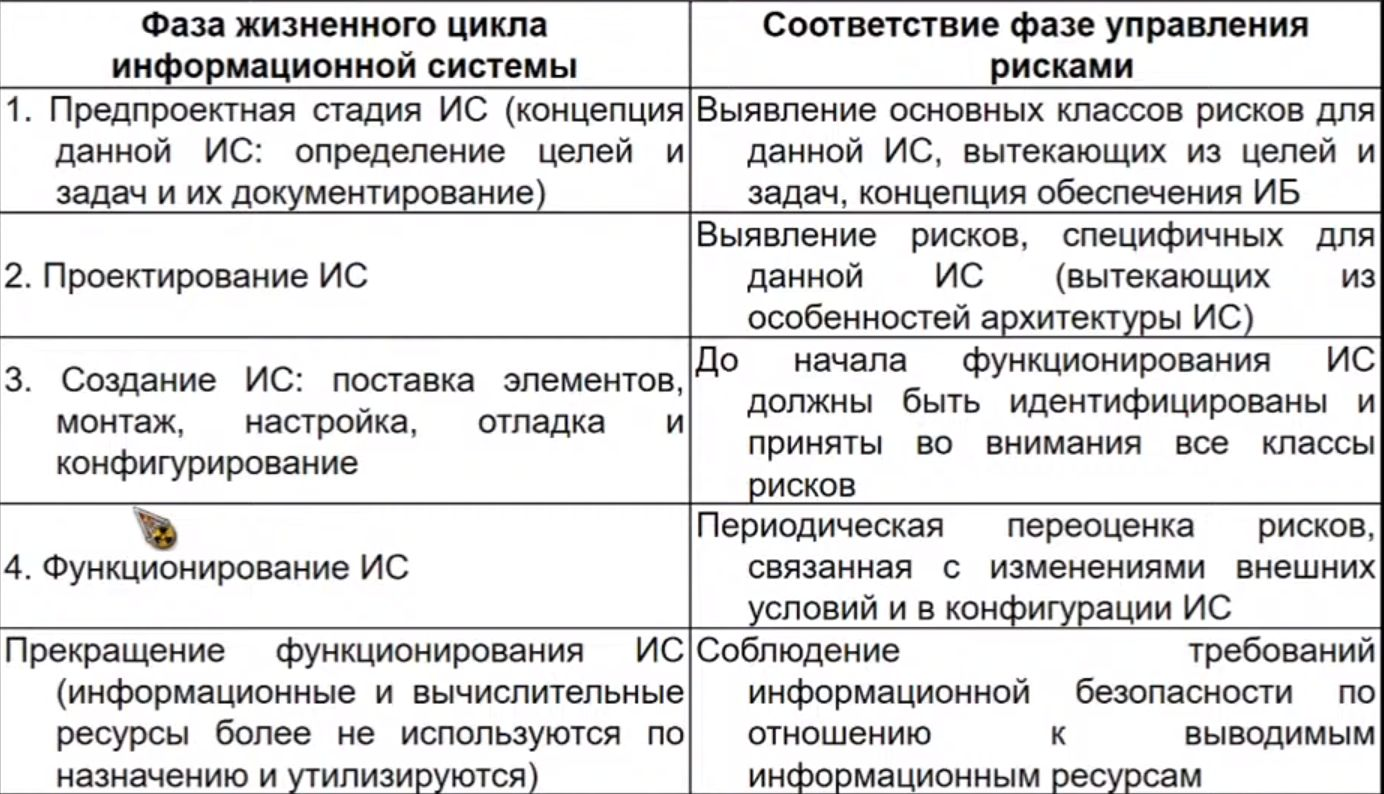 Фаза жизненного цикла
информационной системы
Соответствие фазе управления
рисками
1. Предпроектная стадия ИС (концепция
данной ИС: определение целей и
задач и их документирование)
Выявление основных классов рисков для
данной ИС, вытекающих из целей и
задач, концепция обеспечения ИБ
2. Проектирование ИС
Выявление рисков, специфичных для
данной ИС (вытекающих из
особенностей архитектуры ИС)
3. Создание ИС: поставка элементов,
монтаж, настройка, отладка и
конфигурирование
До начала функционирования ИС
должны быть идентифицированы и
приняты во внимания все классы
рисков
4. Функционирование ИС
Периодическая переоценка рисков,
связанная с изменениями внешних
условий и в конфигурации ИС
Прекращение функционирования ИС
(информационные и вычислительные
ресурсы более не используются по
назначению и утилизируются)
Соблюдение требований
информационной безопасности по
отношению к выводимым
информационным ресурсам